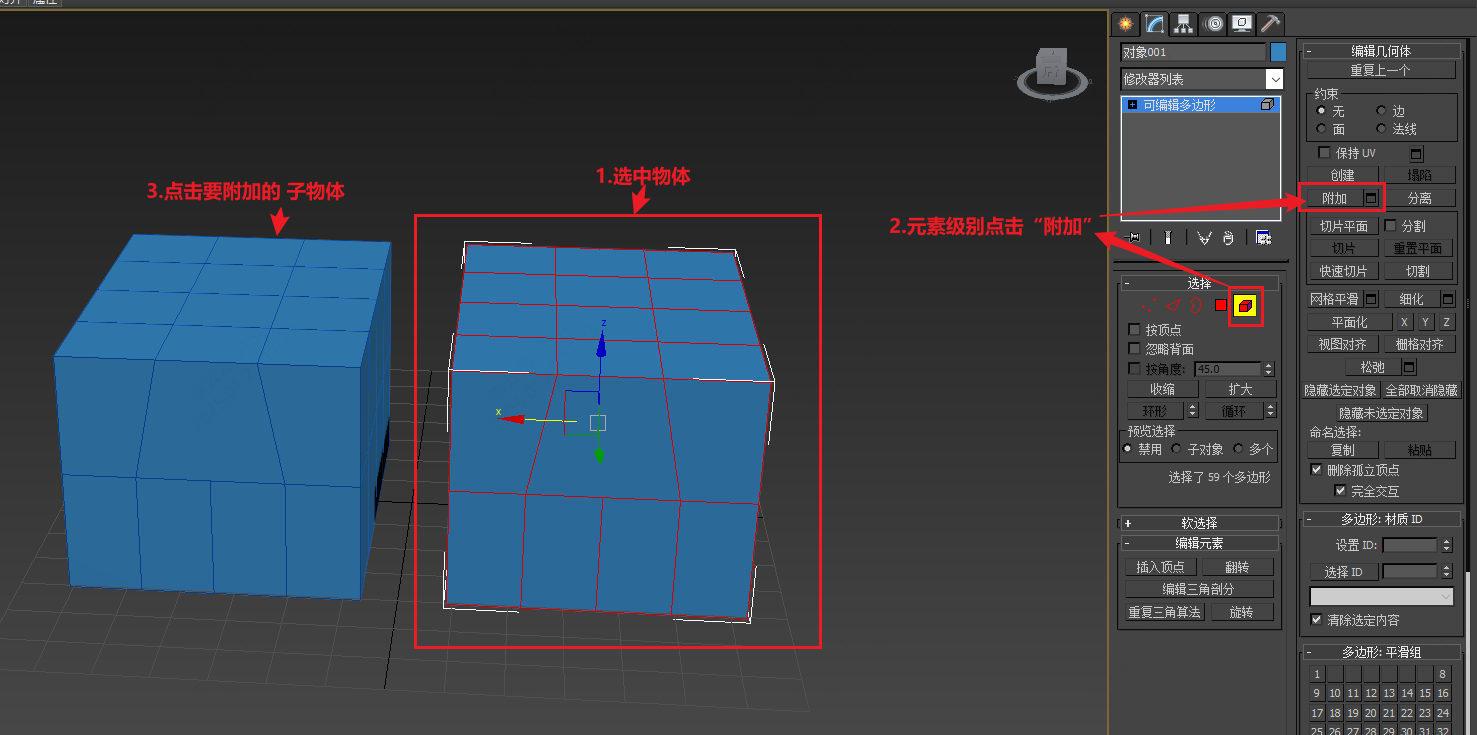 属性
3.点击要附加的 子物体
1.选中物体
2.元素级别点击“附加”
后
z
x
对象001
修改器列表
可编辑多边形
选择
按顶点
忽略背面
按角度: 45.0
收缩 扩大
环形 循环
预览选择
禁用 子对象 多个
选择了 59 个多边形
+ 软选择
- 编辑元素
插入顶点 翻转
编辑三角剖分
重复三角算法 旋转
- 编辑几何体
重复上一个
约束
无 边
面 法线
保持 UV
创建 塌陷
附加 分离
切片平面 分割
切片 重置平面
快速切片 切割
网格平滑 细化
平面化 X Y Z
视图对齐 栅格对齐
松弛
隐藏选定对象 全部取消隐藏
隐藏未选定对象
命名选择:
复制 粘贴
删除孤立顶点
完全交互
- 多边形: 材质 ID
设置 ID:
选择 ID
清除选定内容
- 多边形: 平滑组
1 8
9 10 11 12 13 14 15 16
17 18 19 20 21 22 23 24
25 26 27 28 29 30 31 32